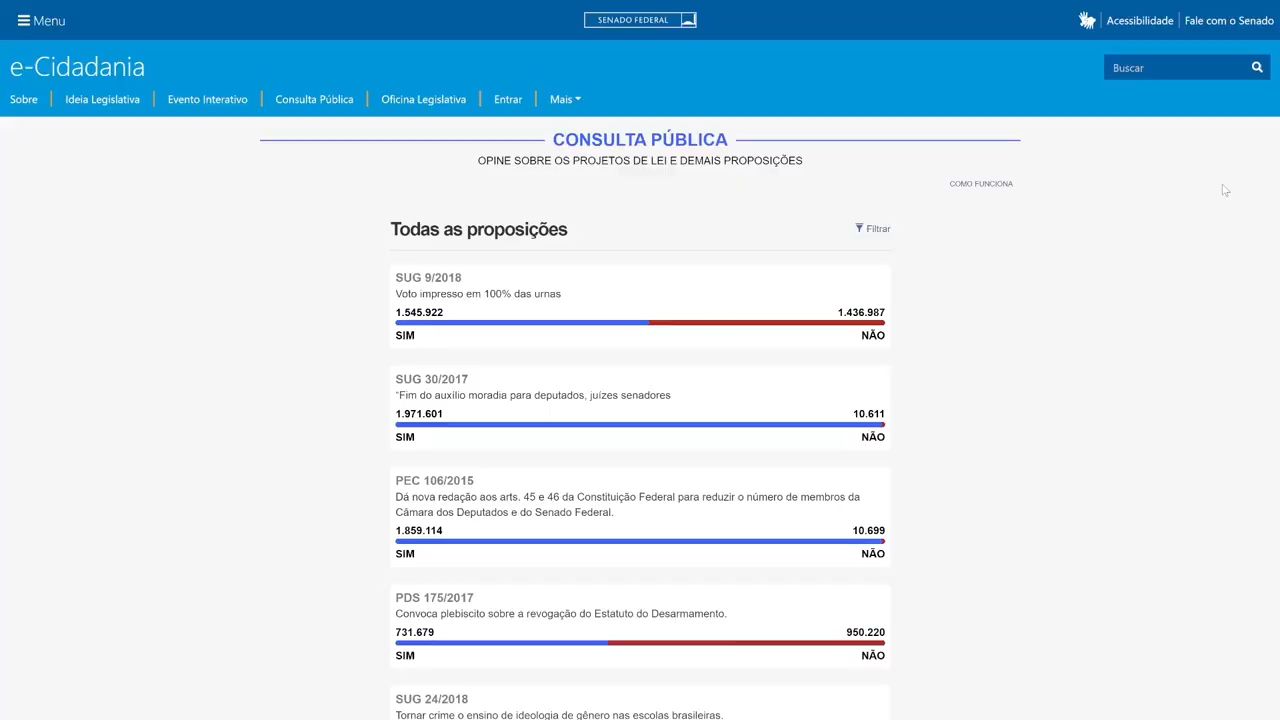 Menu
SENADO FEDERAL
Acessibilidade
Fale com o Senado
e-Cidadania
Buscar
Sobre
Ideia Legislativa
Evento Interativo
Consulta Pública
Oficina Legislativa
Entrar
Mais
CONSULTA PÚBLICA
OPINE SOBRE OS PROJETOS DE LEI E DEMAIS PROPOSIÇÕES
COMO FUNCIONA
Todas as proposições
Filtrar
SUG 9/2018
Voto impresso em 100% das urnas
1.545.922 1.436.987
SIM NÃO
SUG 30/2017
"Fim do auxílio moradia para deputados, juízes senadores
1.971.601 10.611
SIM NÃO
PEC 106/2015
Dá nova redação aos arts. 45 e 46 da Constituição Federal para reduzir o número de membros da
Câmara dos Deputados e do Senado Federal.
1.859.114 10.699
SIM NÃO
PDS 175/2017
Convoca plebiscito sobre a revogação do Estatuto do Desarmamento.
731.679 950.220
SIM NÃO
SUG 24/2018
Tornar crime o ensino de ideologia de gênero nas escolas brasileiras.